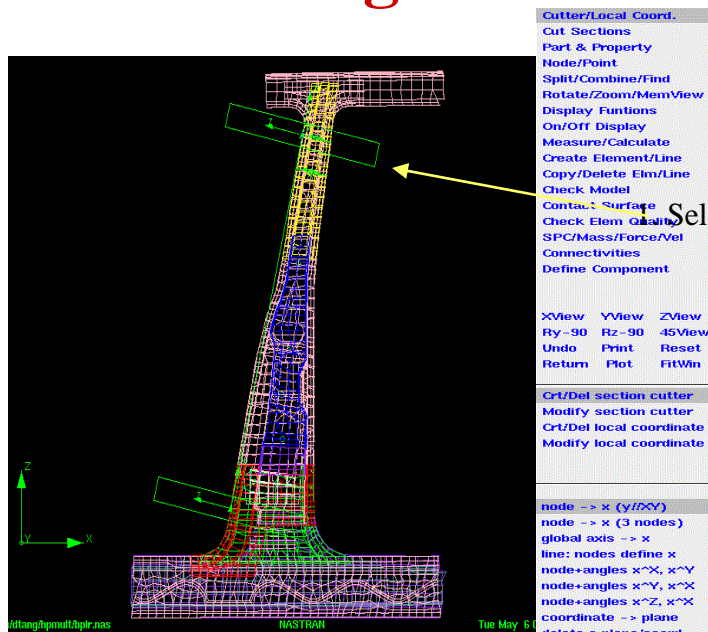 g
Cutter/Local Coord.
Cut Sections
Part & Property
Node/Point
Split/Combine/Find
Rotate/Zoom/MemView
Display Funtions
On/Off Display
Measure/Calculate
Create Element/Line
Copy/Delete Elm/Line
Check Model
Contact Surface
Check Elem Quality
1. Sel
SPC/Mass/Force/Vel
Connectivities
Define Component
XView YView ZView
Ry-90 Rz-90 45View
Undo Print Reset
Return Plot FitWin
Crt/Del section cutter
Modify section cutter
Crt/Del local coordinate
Modify local coordinate
node -> x (y//XY)
node -> x (3 nodes)
global axis -> x
line: nodes define x
node+angles x^X, x^Y
node+angles x^Y, x^X
node+angles x^Z, x^X
coordinate -> plane
Z
Y
X
z
z
/dtang/hpmult/bplr.nas NASTRAN Tue May 6